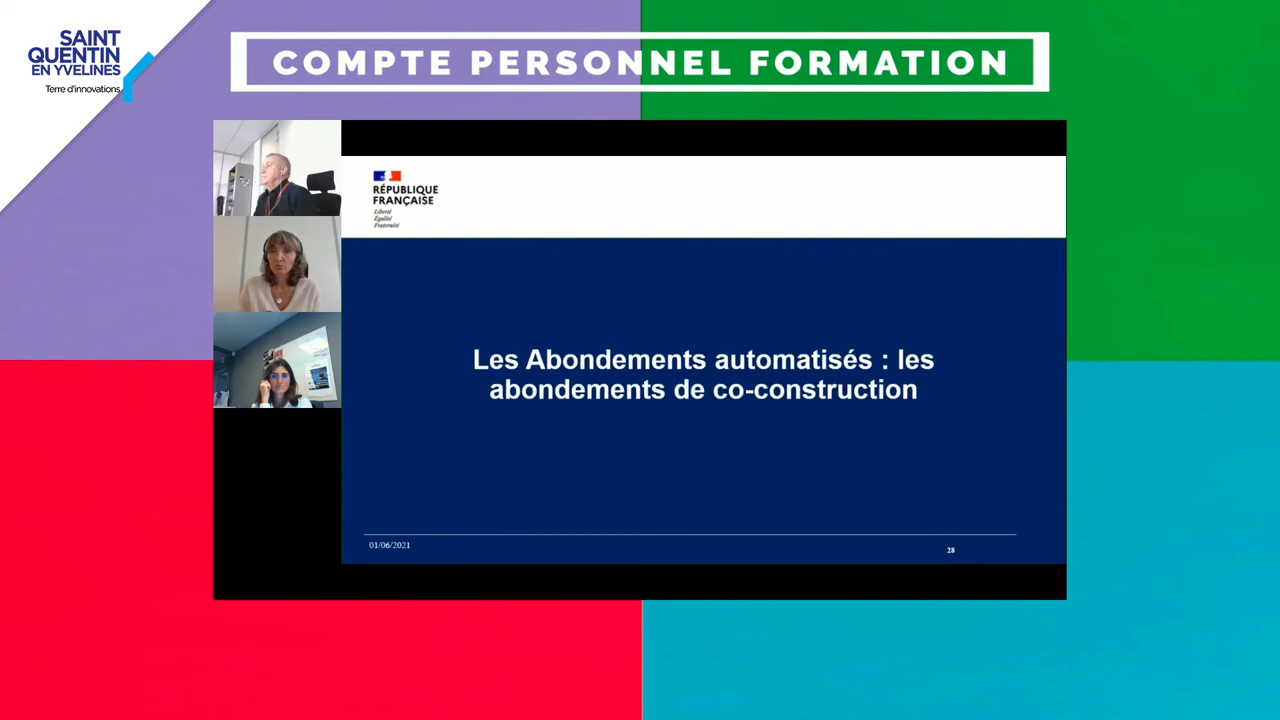 SAINT
QUENTIN
EN YVELINES
Terre d'innovations
COMPTE PERSONNEL FORMATION
RÉPUBLIQUE
FRANÇAISE
Liberté
Égalité
Fraternité
Les Abondements automatisés : les
abondements de co-construction
01/06/2021
28